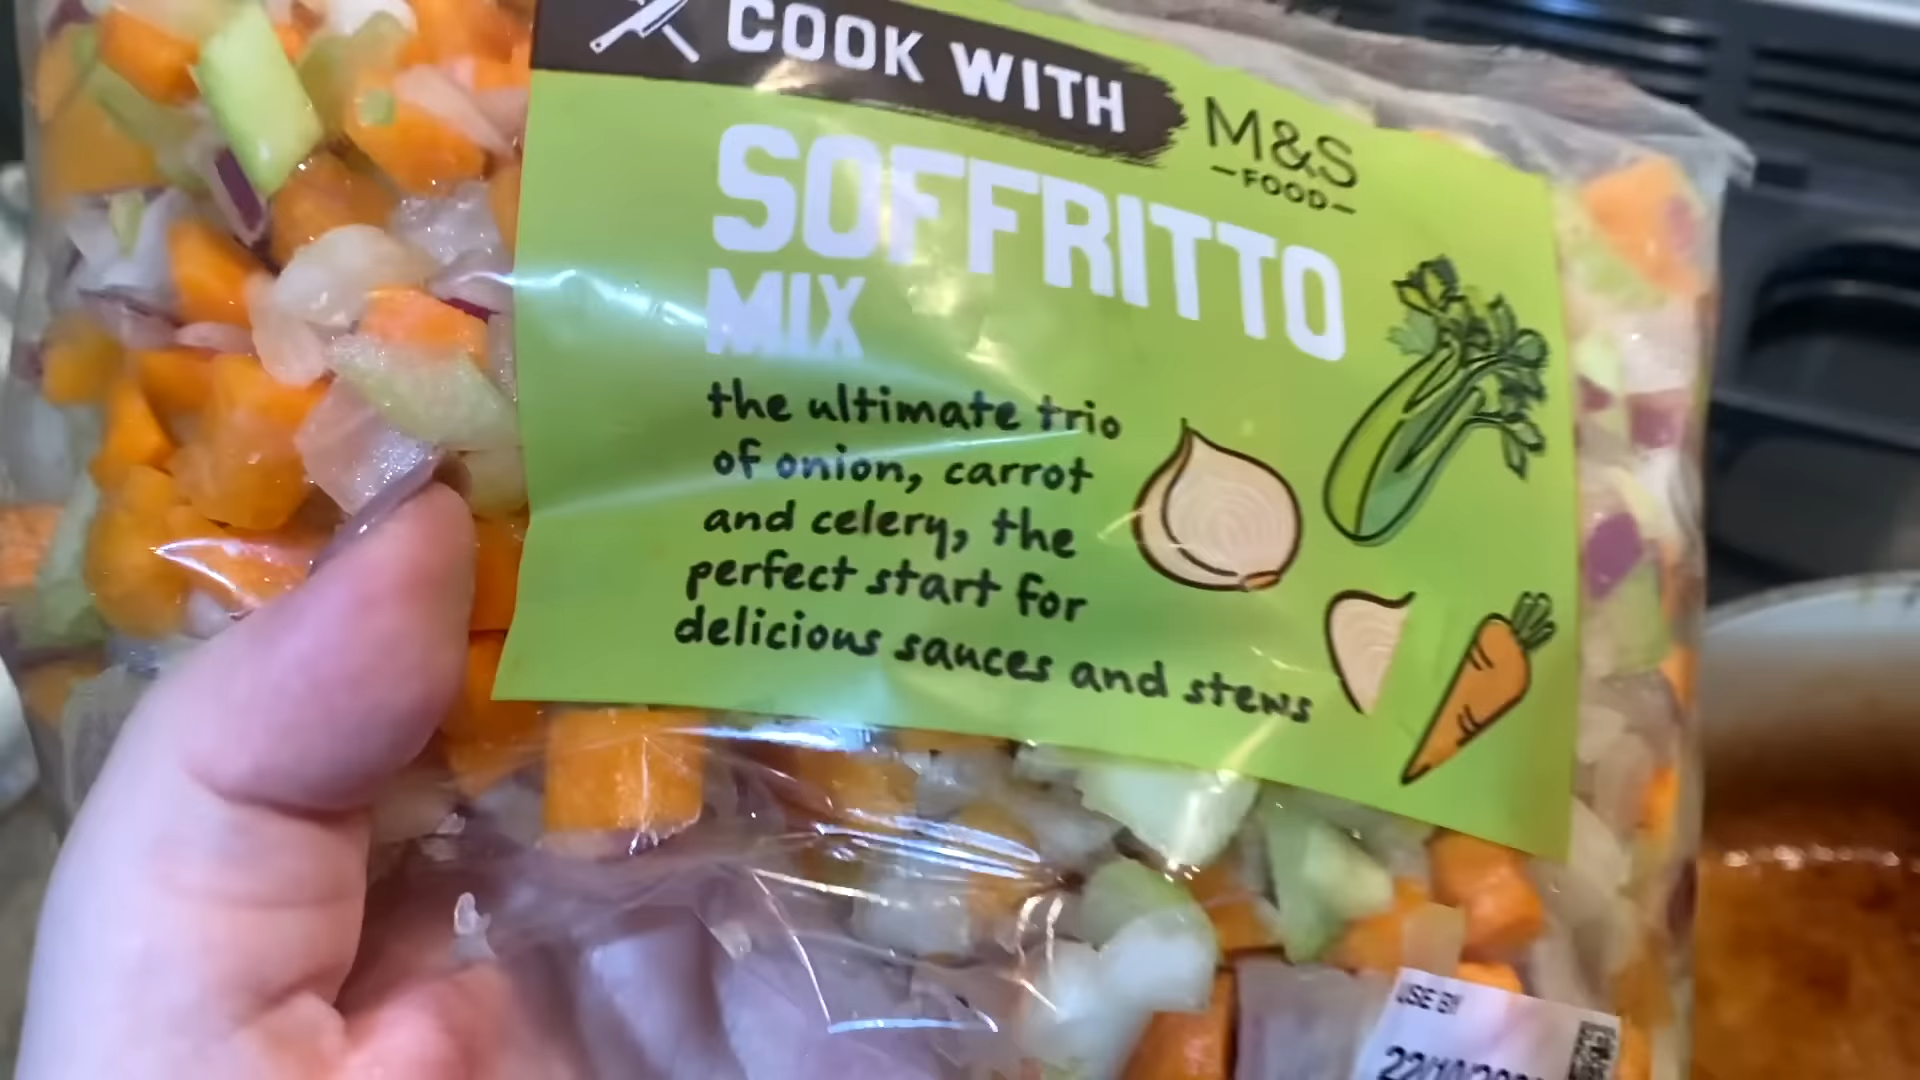 COOK WITH
M&S
FOOD
SOFFRITTO
MIX
the ultimate trio
of onion, carrot
and celery, the
perfect start for
delicious sauces and stews
USE BY